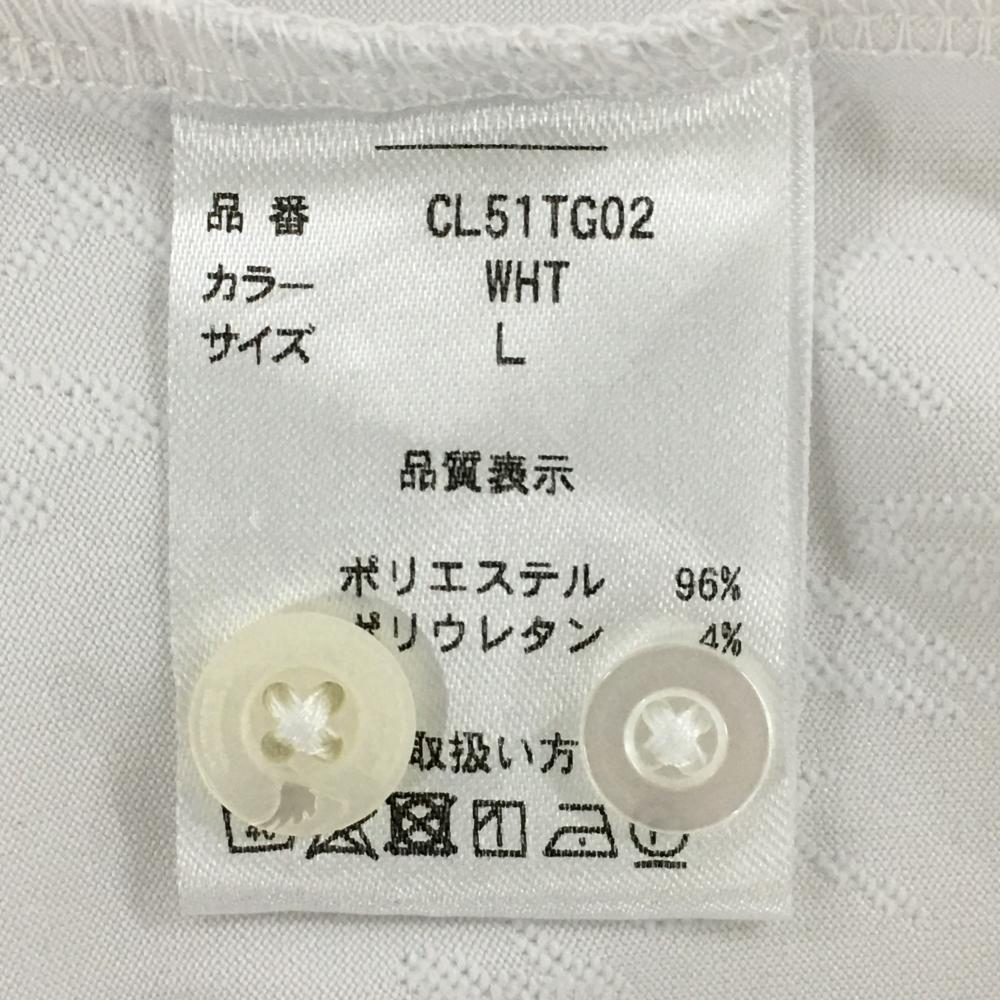 品番 CL51TG02
カラー WHT
サイズ L
品質表示
ポリエステル 96%
ポリウレタン 4%
取扱い方